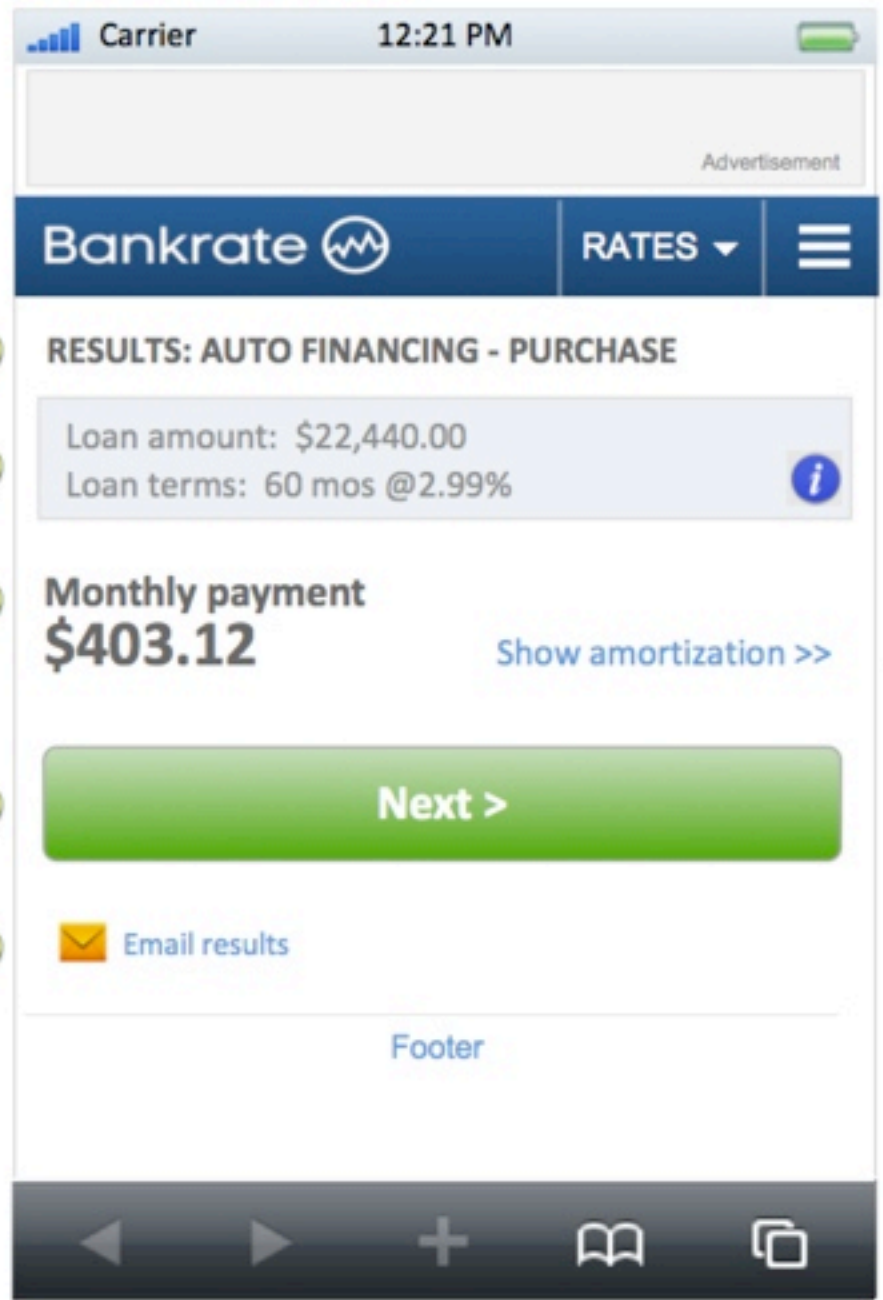 Carrier 12:21 PM
Advertisement
Bankrate RATES
RESULTS: AUTO FINANCING - PURCHASE
Loan amount: $22,440.00
Loan terms: 60 mos @2.99%
i
Monthly payment
$403.12
Show amortization >>
Next >
Email results
Footer